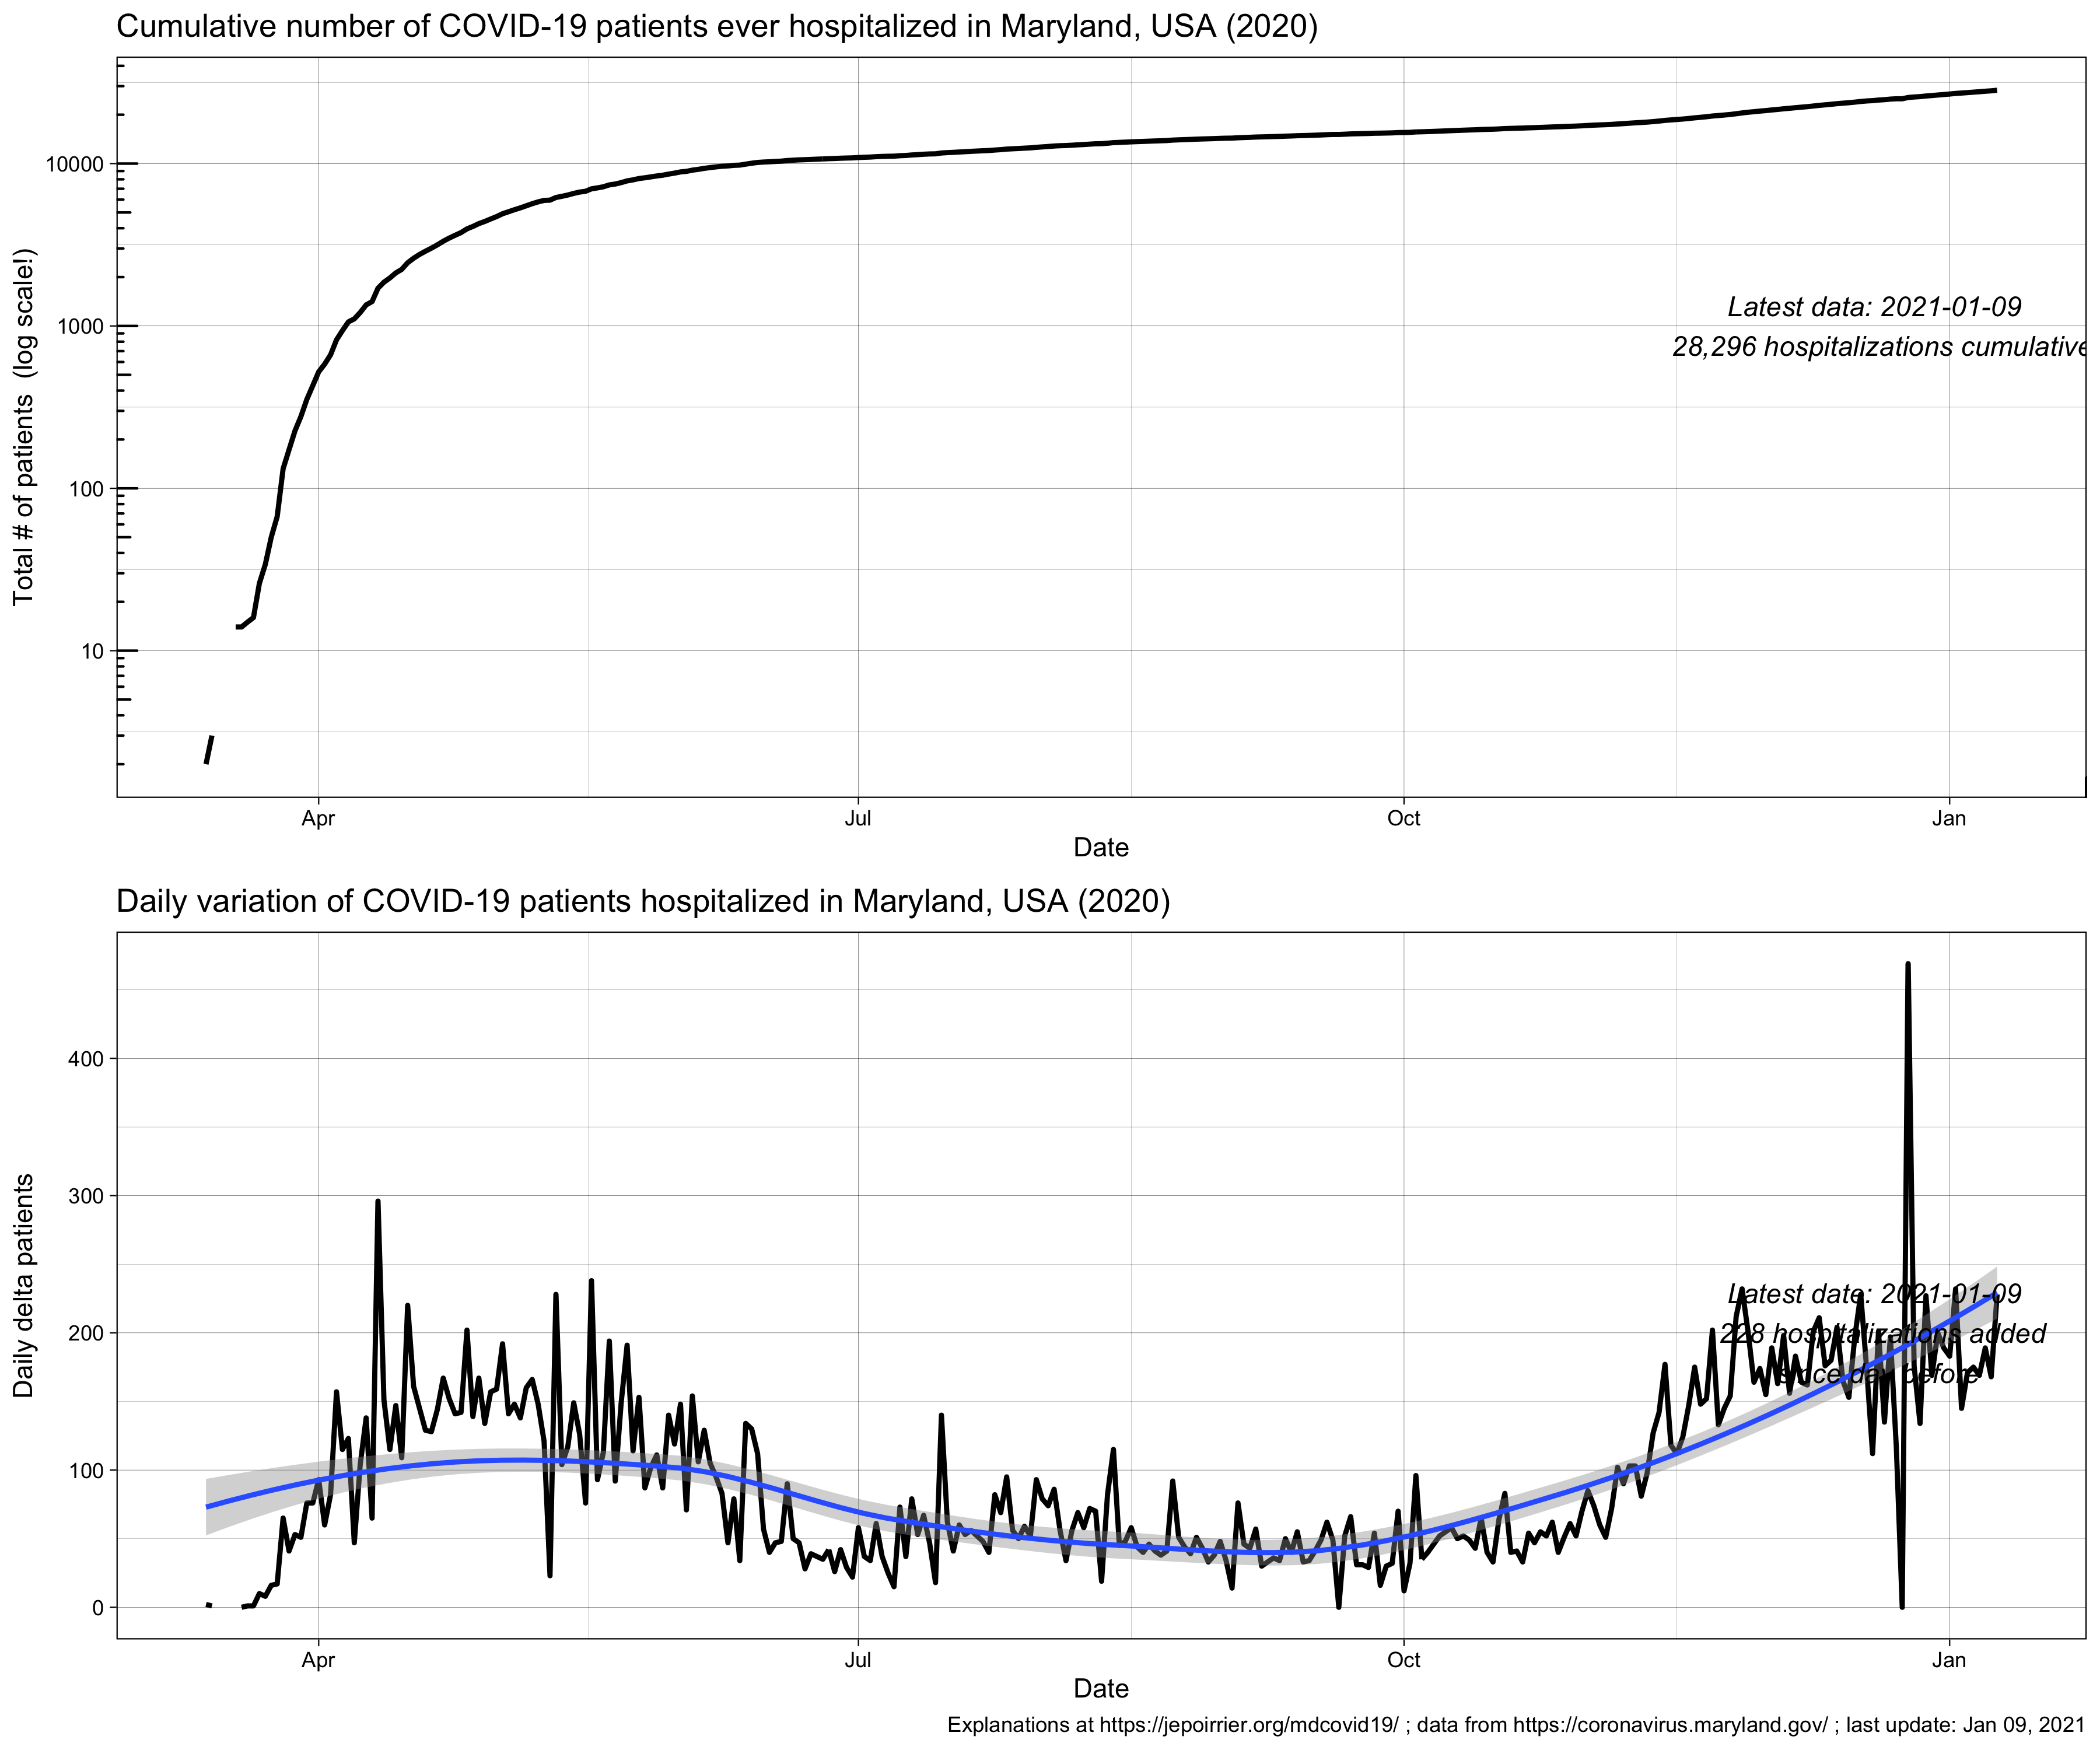 Cumulative number of COVID-19 patients ever hospitalized in Maryland, USA (2020)
Total # of patients  (log scale!)
10000
1000
100
10
Latest data: 2021-01-09
28,296 hospitalizations cumulative
Apr
Jul
Oct
Jan
Date
Daily variation of COVID-19 patients hospitalized in Maryland, USA (2020)
Daily delta patients
400
300
200
100
0
Latest date: 2021-01-09
228 hospitalizations added
since day before
Apr
Jul
Oct
Jan
Date
Explanations at https://jepoirrier.org/mdcovid19/ ; data from https://coronavirus.maryland.gov/ ; last update: Jan 09, 2021